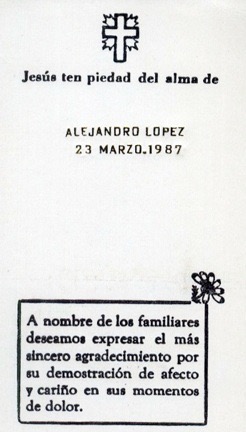 Jesús ten piedad del alma de
ALEJANDRO LOPEZ
23 MARZO.1987
A nombre de los familiares
deseamos expresar el más
sincero agradecimiento por
su demostración de afecto
y cariño en sus momentos
de dolor.